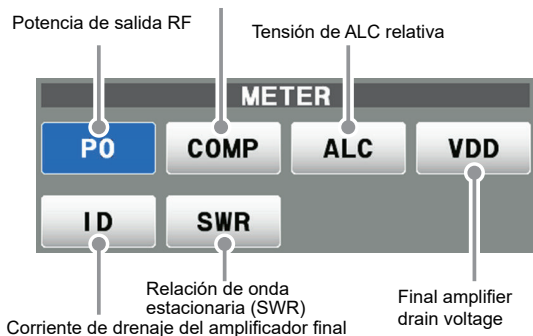 Potencia de salida RF
Tensión de ALC relativa
METER
PO
COMP
ALC
VDD
ID
SWR
Relación de onda
estacionaria (SWR)
Final amplifier
drain voltage
Corriente de drenaje del amplificador final